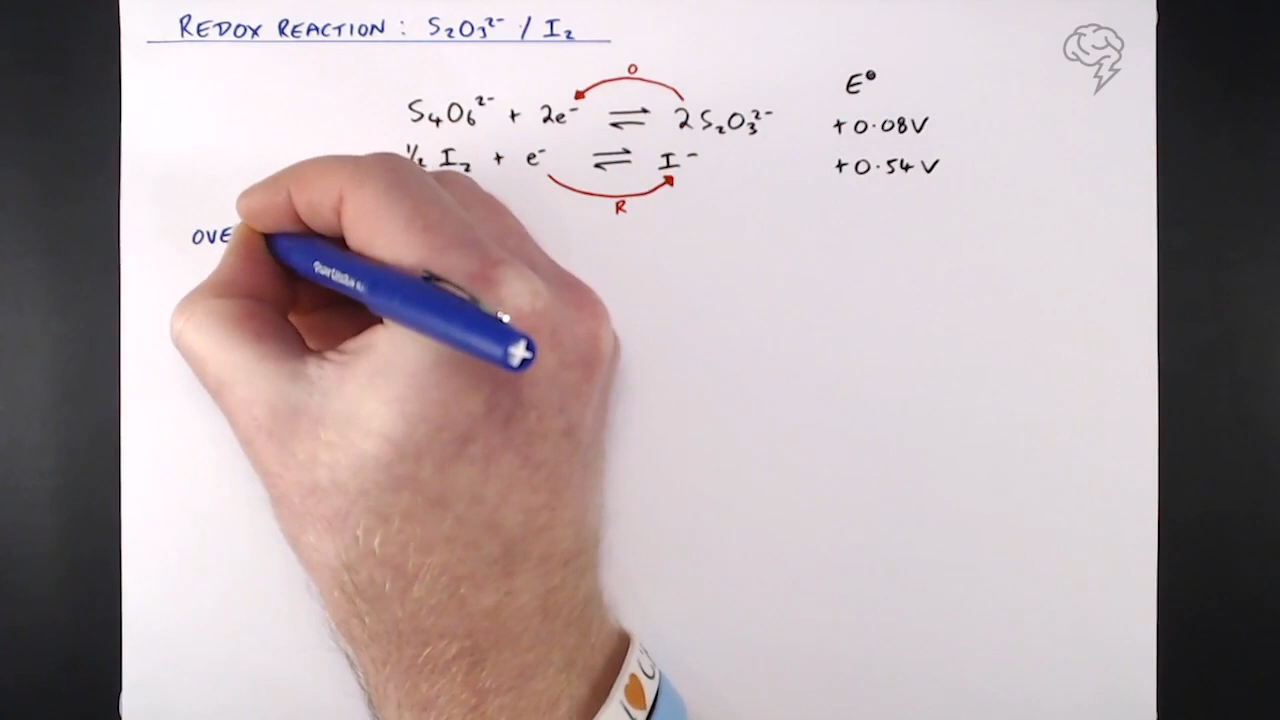 REDOX REACTION : S₂O₃²⁻ / I₂
O
E⦵
S₄O₆²⁻ + 2e⁻ ⇌ 2S₂O₃²⁻ +0.08V
½ I₂ + e⁻ ⇌ I⁻ +0.54V
R
OVE
I